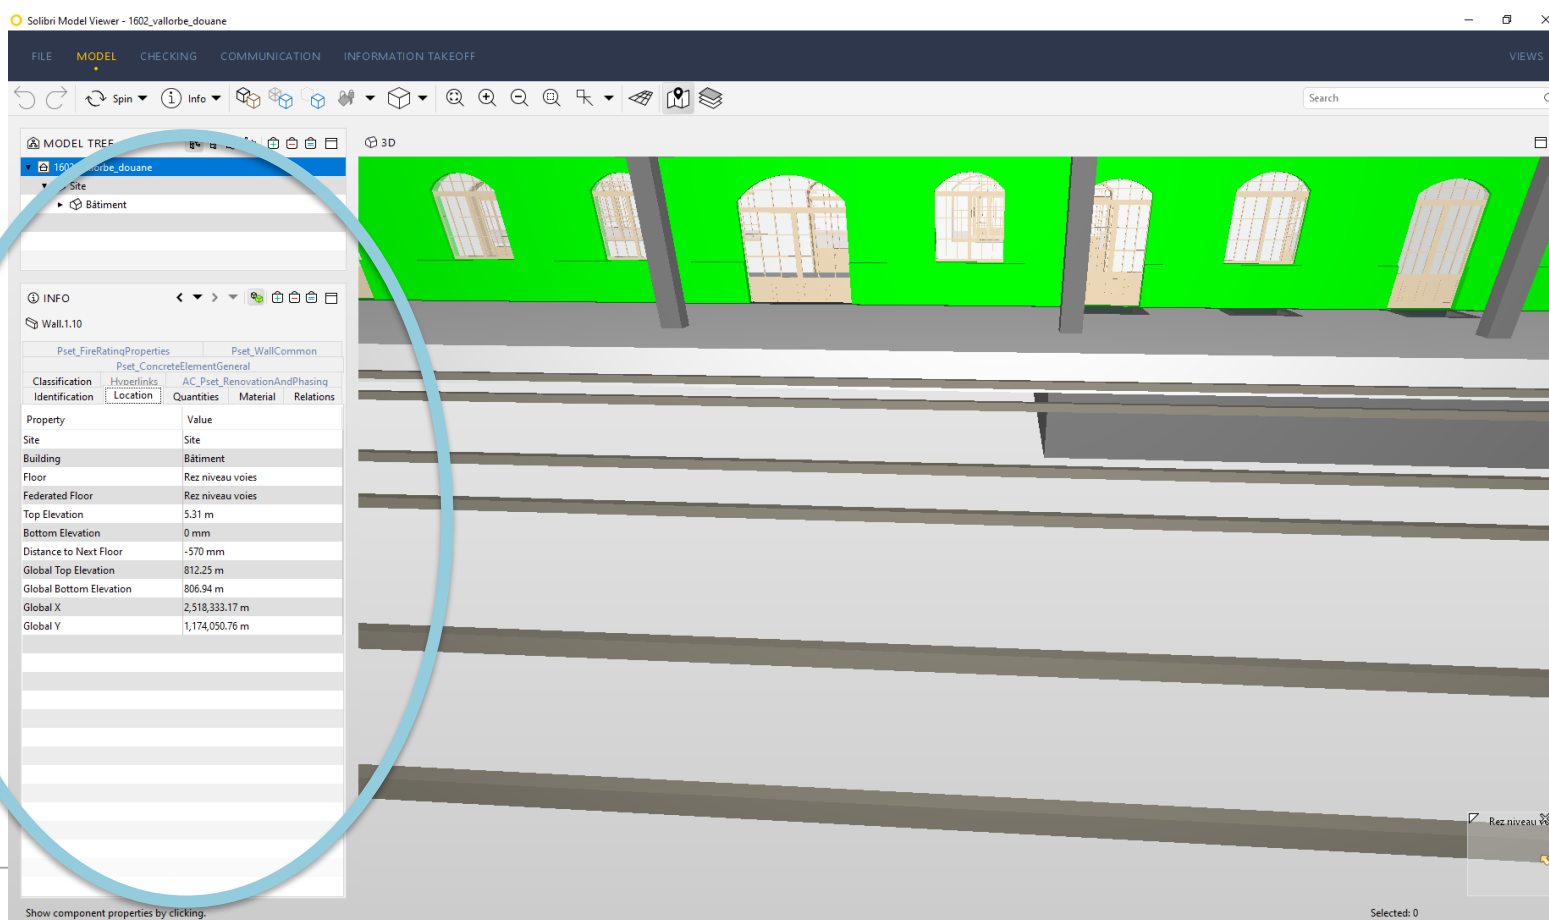 Solibri Model Viewer - 1602_vallorbe_douane
FILE MODEL CHECKING COMMUNICATION INFORMATION TAKEOFF VIEWS
Spin Info Search
MODEL TREE 3D
Site
Bâtiment
INFO
Wall.1.10
Pset_FireRatingProperties Pset_WallCommon
Pset_ConcreteElementGeneral
Classification Hyperlinks AC_Pset_RenovationAndPhasing
Identification Location Quantities Material Relations
Property Value
Site Site
Building Bâtiment
Floor Rez niveau voies
Federated Floor Rez niveau voies
Top Elevation 5.31 m
Bottom Elevation 0 mm
Distance to Next Floor -570 mm
Global Top Elevation 812.25 m
Global Bottom Elevation 806.94 m
Global X 2,518,333.17 m
Global Y 1,174,050.76 m
Rez niveau
Show component properties by clicking. Selected: 0